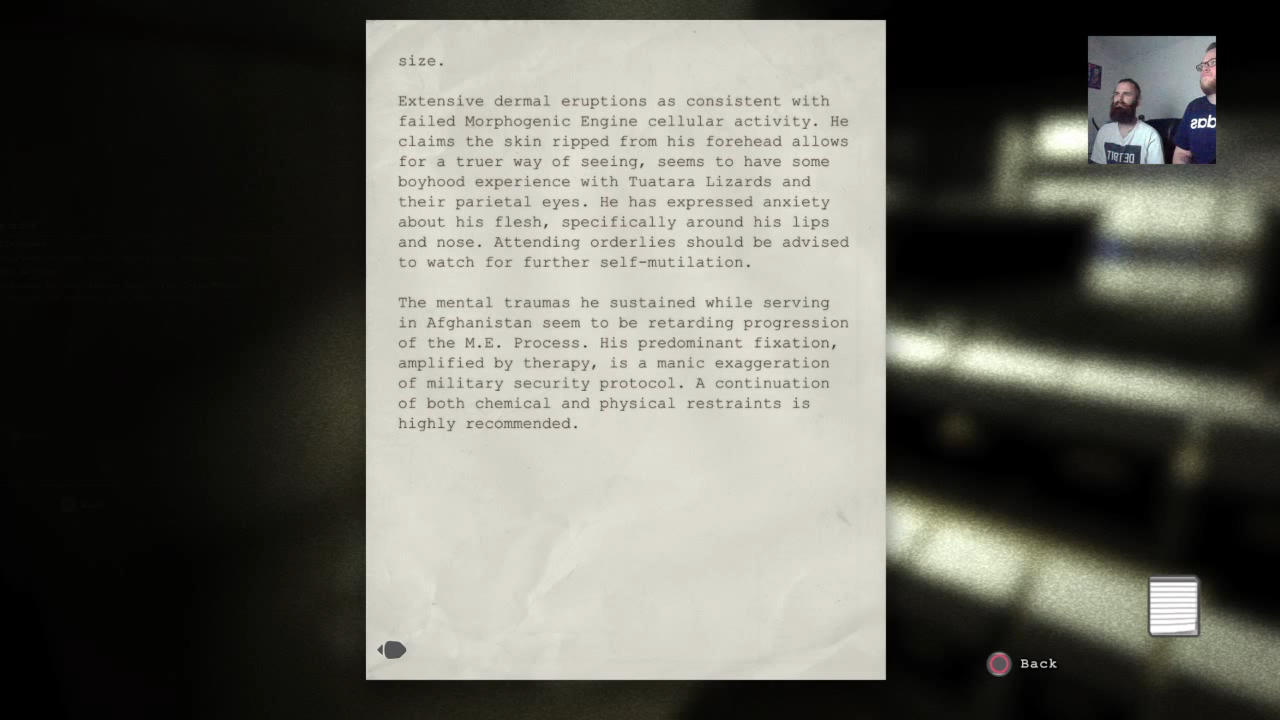 size.
Extensive dermal eruptions as consistent with
failed Morphogenic Engine cellular activity. He
claims the skin ripped from his forehead allows
for a truer way of seeing, seems to have some
boyhood experience with Tuatara Lizards and
their parietal eyes. He has expressed anxiety
about his flesh, specifically around his lips
and nose. Attending orderlies should be advised
to watch for further self-mutilation.
The mental traumas he sustained while serving
in Afghanistan seem to be retarding progression
of the M.E. Process. His predominant fixation,
amplified by therapy, is a manic exaggeration
of military security protocol. A continuation
of both chemical and physical restraints is
highly recommended.
Back